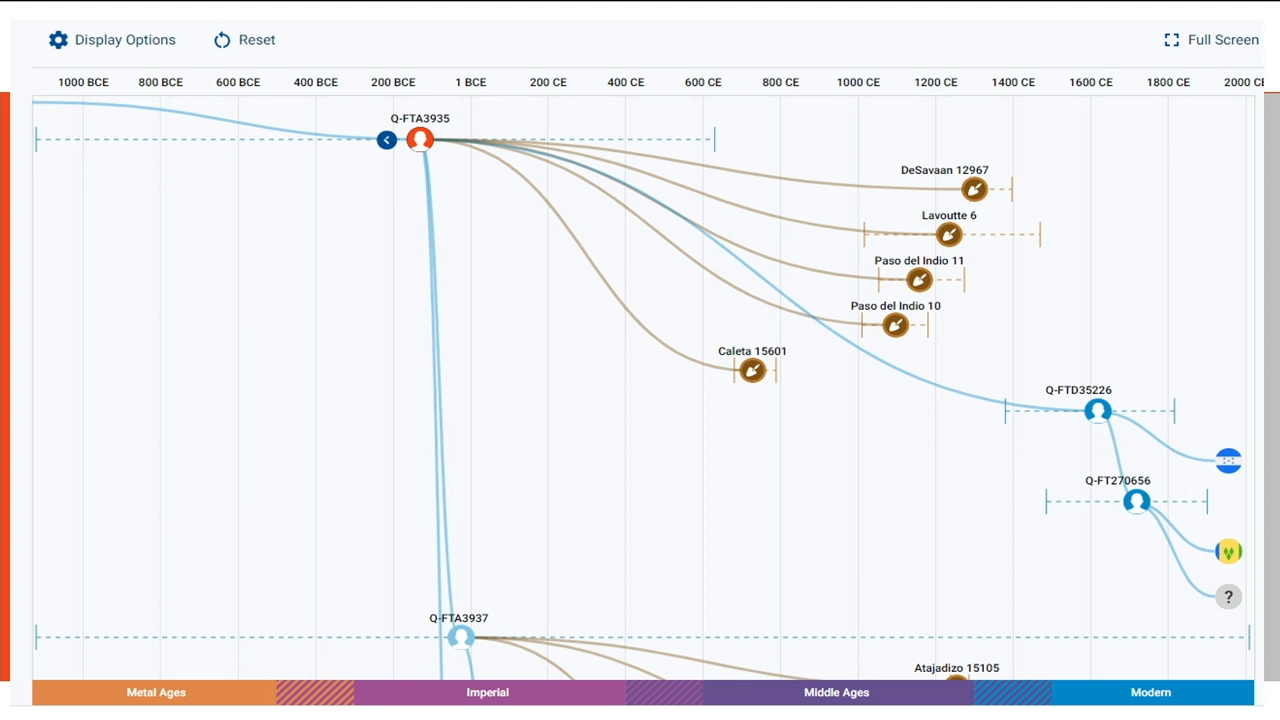 Display Options
Reset
Full Screen
1000 BCE 800 BCE 600 BCE 400 BCE 200 BCE 1 BCE 200 CE 400 CE 600 CE 800 CE 1000 CE 1200 CE 1400 CE 1600 CE 1800 CE 2000 C
Q-FTA3935
DeSavaan 12967
Lavoutte 6
Paso del Indio 11
Paso del Indio 10
Caleta 15601
Q-FTD35226
Q-FT270656
?
Q-FTA3937
Atajadizo 15105
Metal Ages Imperial Middle Ages Modern